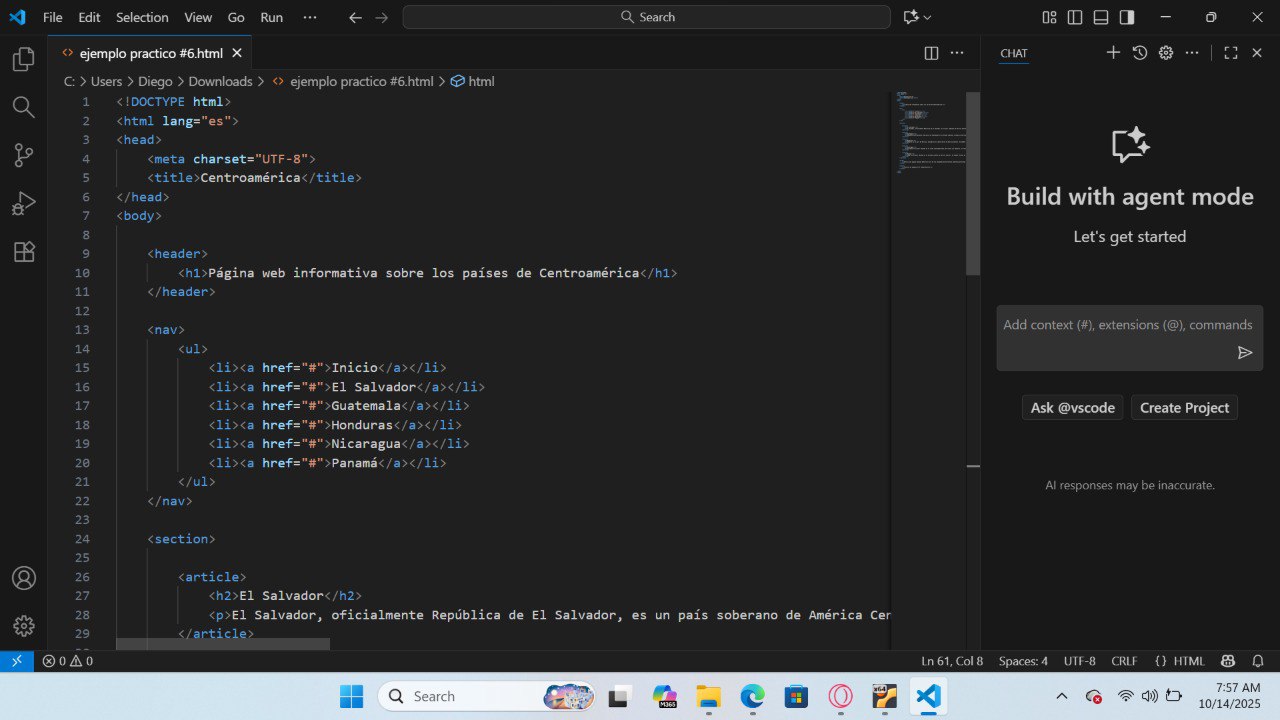 File Edit Selection View Go Run ··· Search
ejemplo practico #6.html
CHAT
C: > Users > Diego > Downloads > ejemplo practico #6.html > html
1 <!DOCTYPE html>
2 <html
3 <head>
4 "UTF-8">
5 <title> </title>
6 </head>
7 <body>
8
9 <header>
10 <h1>Página web informativa sobre los países de Centroamérica</h1>
11 </header>
12
13 <nav>
14 <ul>
15 <li><a href="#">Inicio</a></li>
16 <li><a href="#">El Salvador</a></li>
17 <li><a href="#">Guatemala</a></li>
18 <li><a href="#">Honduras</a></li>
19 <li><a href="#">Nicaragua</a></li>
20 <li><a href="#">Panamá</a></li>
21 </ul>
22 </nav>
23
24 <section>
25
26 <article>
27 <h2>El Salvador</h2>
28 <p>El Salvador, oficialmente República de El Salvador, es un país soberano de América Cen
29 </article>
Build with agent mode
Let's get started
Add context (#), extensions (@), commands
Ask @vscode Create Project
AI responses may be inaccurate.
0 0 Ln 61, Col 8 Spaces: 4 UTF-8 CRLF {} HTML
Search M365 x64 7:57 AM
10/14/2025